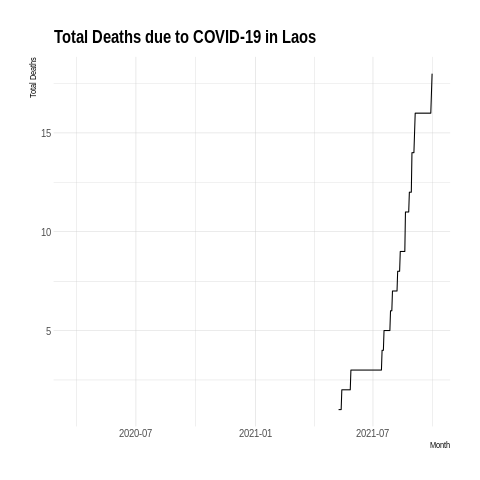 Total Deaths due to COVID-19 in Laos
Total Deaths
15
10
5
2020-07 2021-01 2021-07
Month